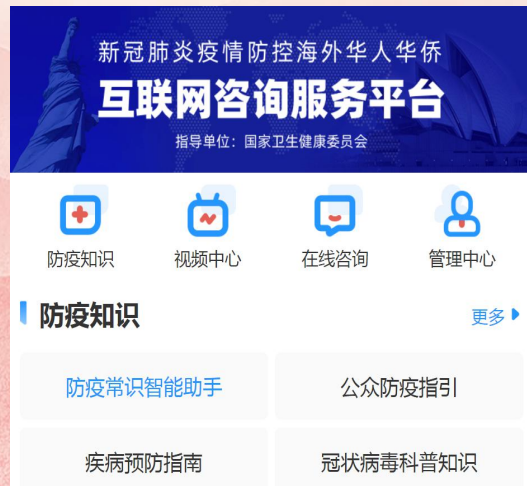 新冠肺炎疫情防控海外华人华侨
互联网咨询服务平台
指导单位：国家卫生健康委员会
防疫知识 视频中心 在线咨询 管理中心
防疫知识 更多
防疫常识智能助手 公众防疫指引
疾病预防指南 冠状病毒科普知识